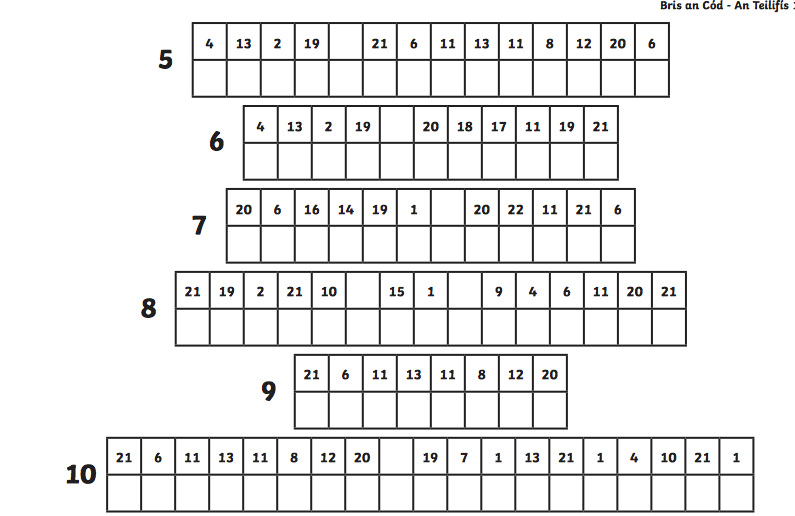 Bris an Cód - An Teilifís
5 4 13 2 19 21 6 11 13 11 8 12 20 6
6 4 13 2 19 20 18 17 11 19 21
7 20 6 16 14 19 1 20 22 11 21 6
8 21 19 2 21 10 15 1 9 4 6 11 20 21
9 21 6 11 13 11 8 12 20
10 21 6 11 13 11 8 12 20 19 7 1 13 21 1 4 10 21 1